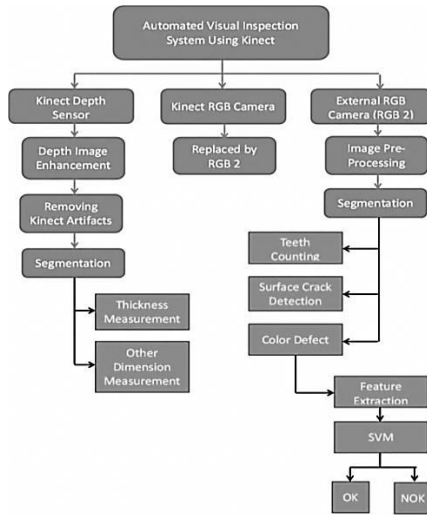 Automated Visual Inspection
System Using Kinect
Kinect Depth
Sensor
Kinect RGB Camera
External RGB
Camera (RGB 2)
Depth Image
Enhancement
Replaced by
RGB 2
Image Pre-
Processing
Removing
Kinect Artifacts
Segmentation
Segmentation
Teeth
Counting
Thickness
Measurement
Surface Crack
Detection
Other
Dimension
Measurement
Color Defect
Feature
Extraction
SVM
OK
NOK